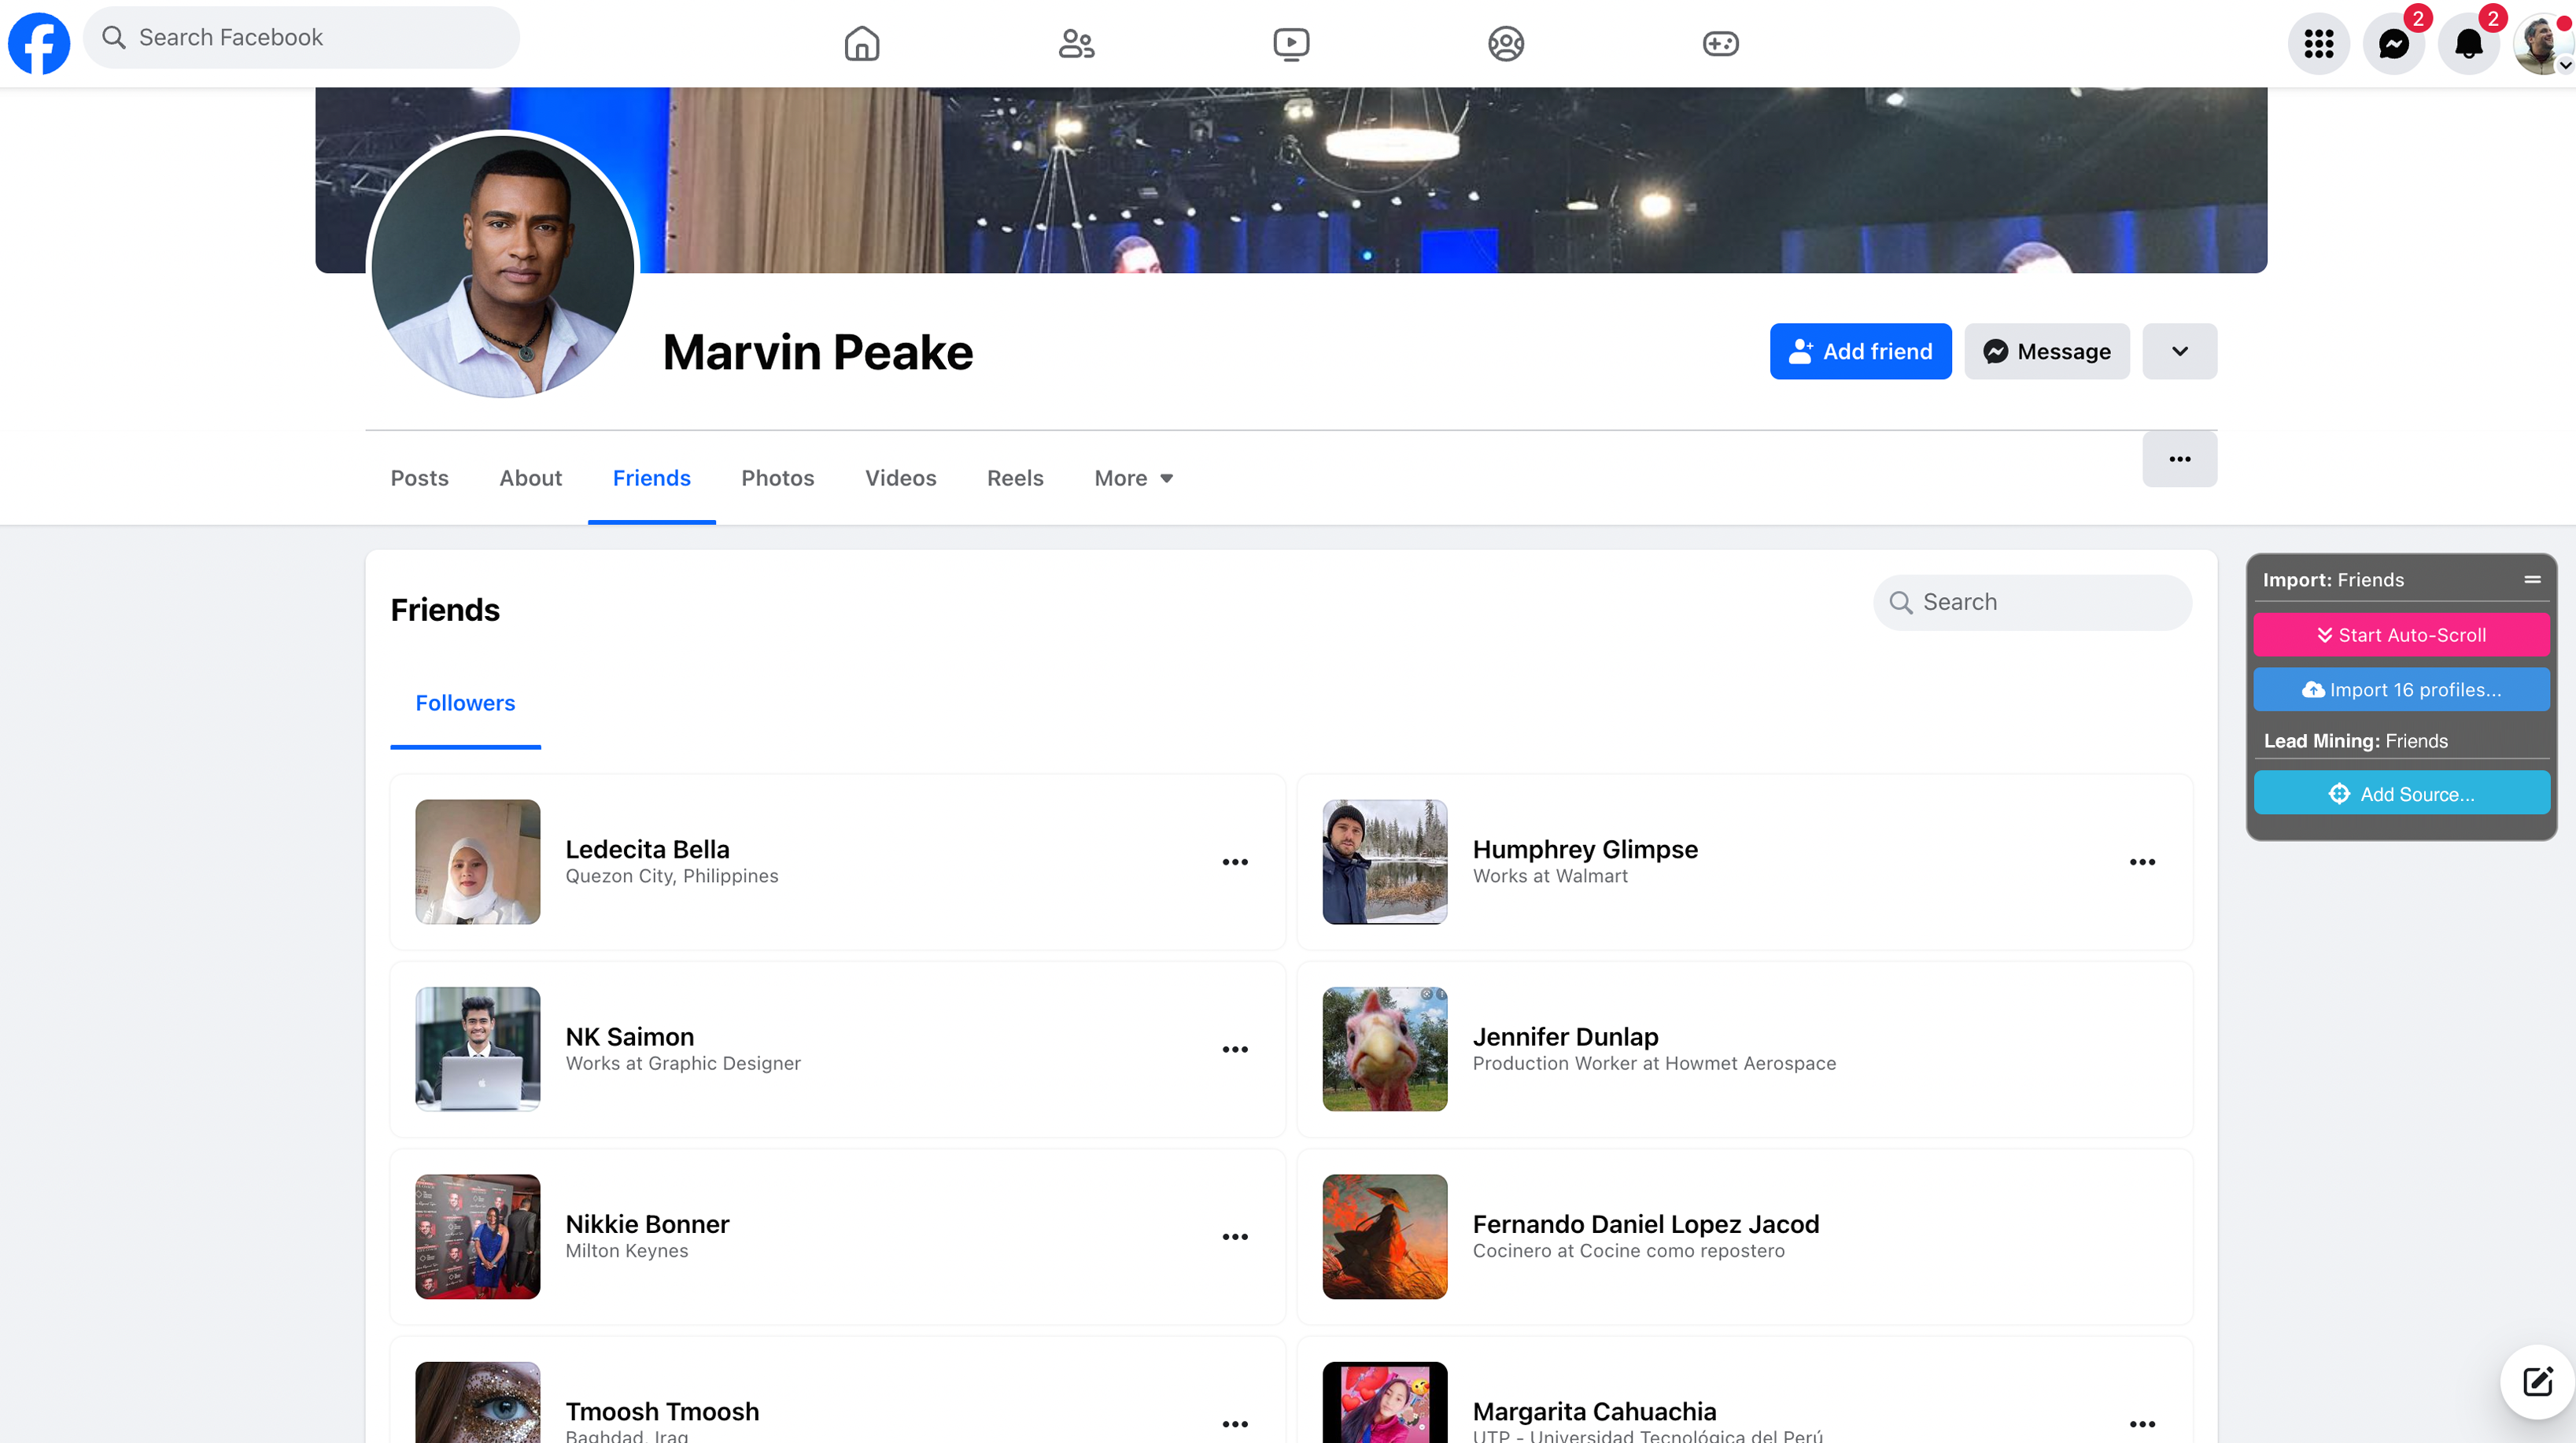 Search Facebook
2
2
Marvin Peake
Add friend
Message
Posts
About
Friends
Photos
Videos
Reels
More
Friends
Search
Followers
Ledecita Bella
Quezon City, Philippines
Humphrey Glimpse
Works at Walmart
NK Saimon
Works at Graphic Designer
Jennifer Dunlap
Production Worker at Howmet Aerospace
Nikkie Bonner
Milton Keynes
Fernando Daniel Lopez Jacod
Cocinero at Cocine como repostero
Tmoosh Tmoosh
Baghdad, Iraq
Margarita Cahuachia
UTP - Universidad Tecnológica del Perú
Import: Friends
Start Auto-Scroll
Import 16 profiles...
Lead Mining: Friends
Add Source...